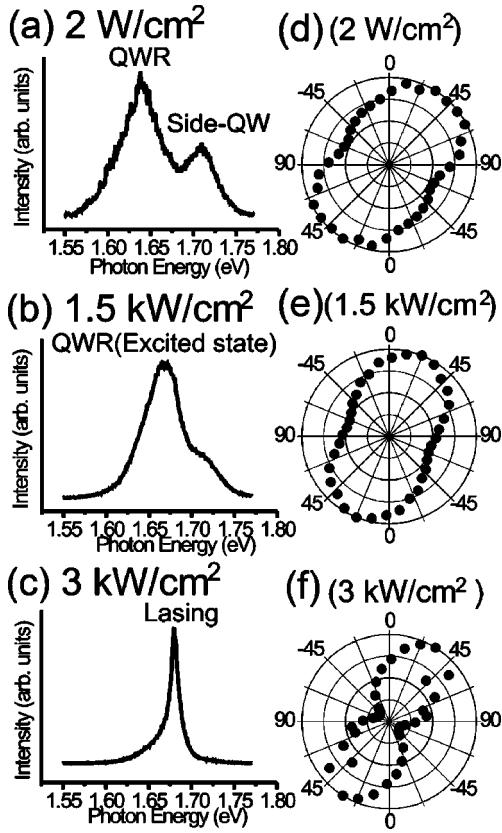 (a) 2 W/cm²
QWR
Side-QW
Intensity (arb. units)
1.55 1.60 1.65 1.70 1.75 1.80
Photon Energy (eV)
(d) (2 W/cm²)
0
-45 45
90 90
45 -45
0
(b) 1.5 kW/cm²
QWR(Excited state)
Intensity (arb. units)
1.55 1.60 1.65 1.70 1.75 1.80
Photon Energy (eV)
(e) (1.5 kW/cm²)
0
-45 45
90 90
45 -45
0
(c) 3 kW/cm²
Lasing
Intensity (arb. units)
1.55 1.60 1.65 1.70 1.75 1.80
Photon Energy (eV)
(f) (3 kW/cm²)
0
-45 45
90 90
45 -45
0